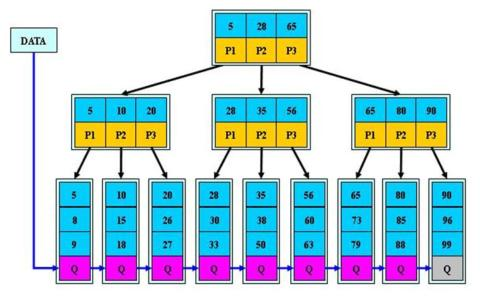 5 28 65
DATA
P1 P2 P3
5 10 20 28 35 56 65 80 90
P1 P2 P3 P1 P2 P3 P1 P2 P3
5 10 20 28 35 56 65 80 90
8 15 26 30 38 60 73 85 96
9 18 27 33 50 63 79 88 99
Q Q Q Q Q Q Q Q Q